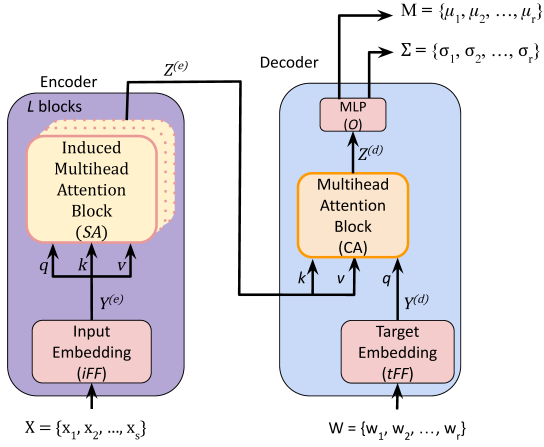 M = {μ₁, μ₂, …, μᵣ}
Σ = {σ₁, σ₂, …, σᵣ}
Z⁽ᵉ⁾
Encoder
Decoder
L blocks
MLP
(O)
Z⁽ᵈ⁾
Induced
Multihead
Attention
Block
(SA)
Multihead
Attention
Block
(CA)
q
k
v
k
v
q
Y⁽ᵉ⁾
Y⁽ᵈ⁾
Input
Embedding
(iFF)
Target
Embedding
(tFF)
X = {x₁, x₂, ..., xₛ}
W = {w₁, w₂, …, wᵣ}